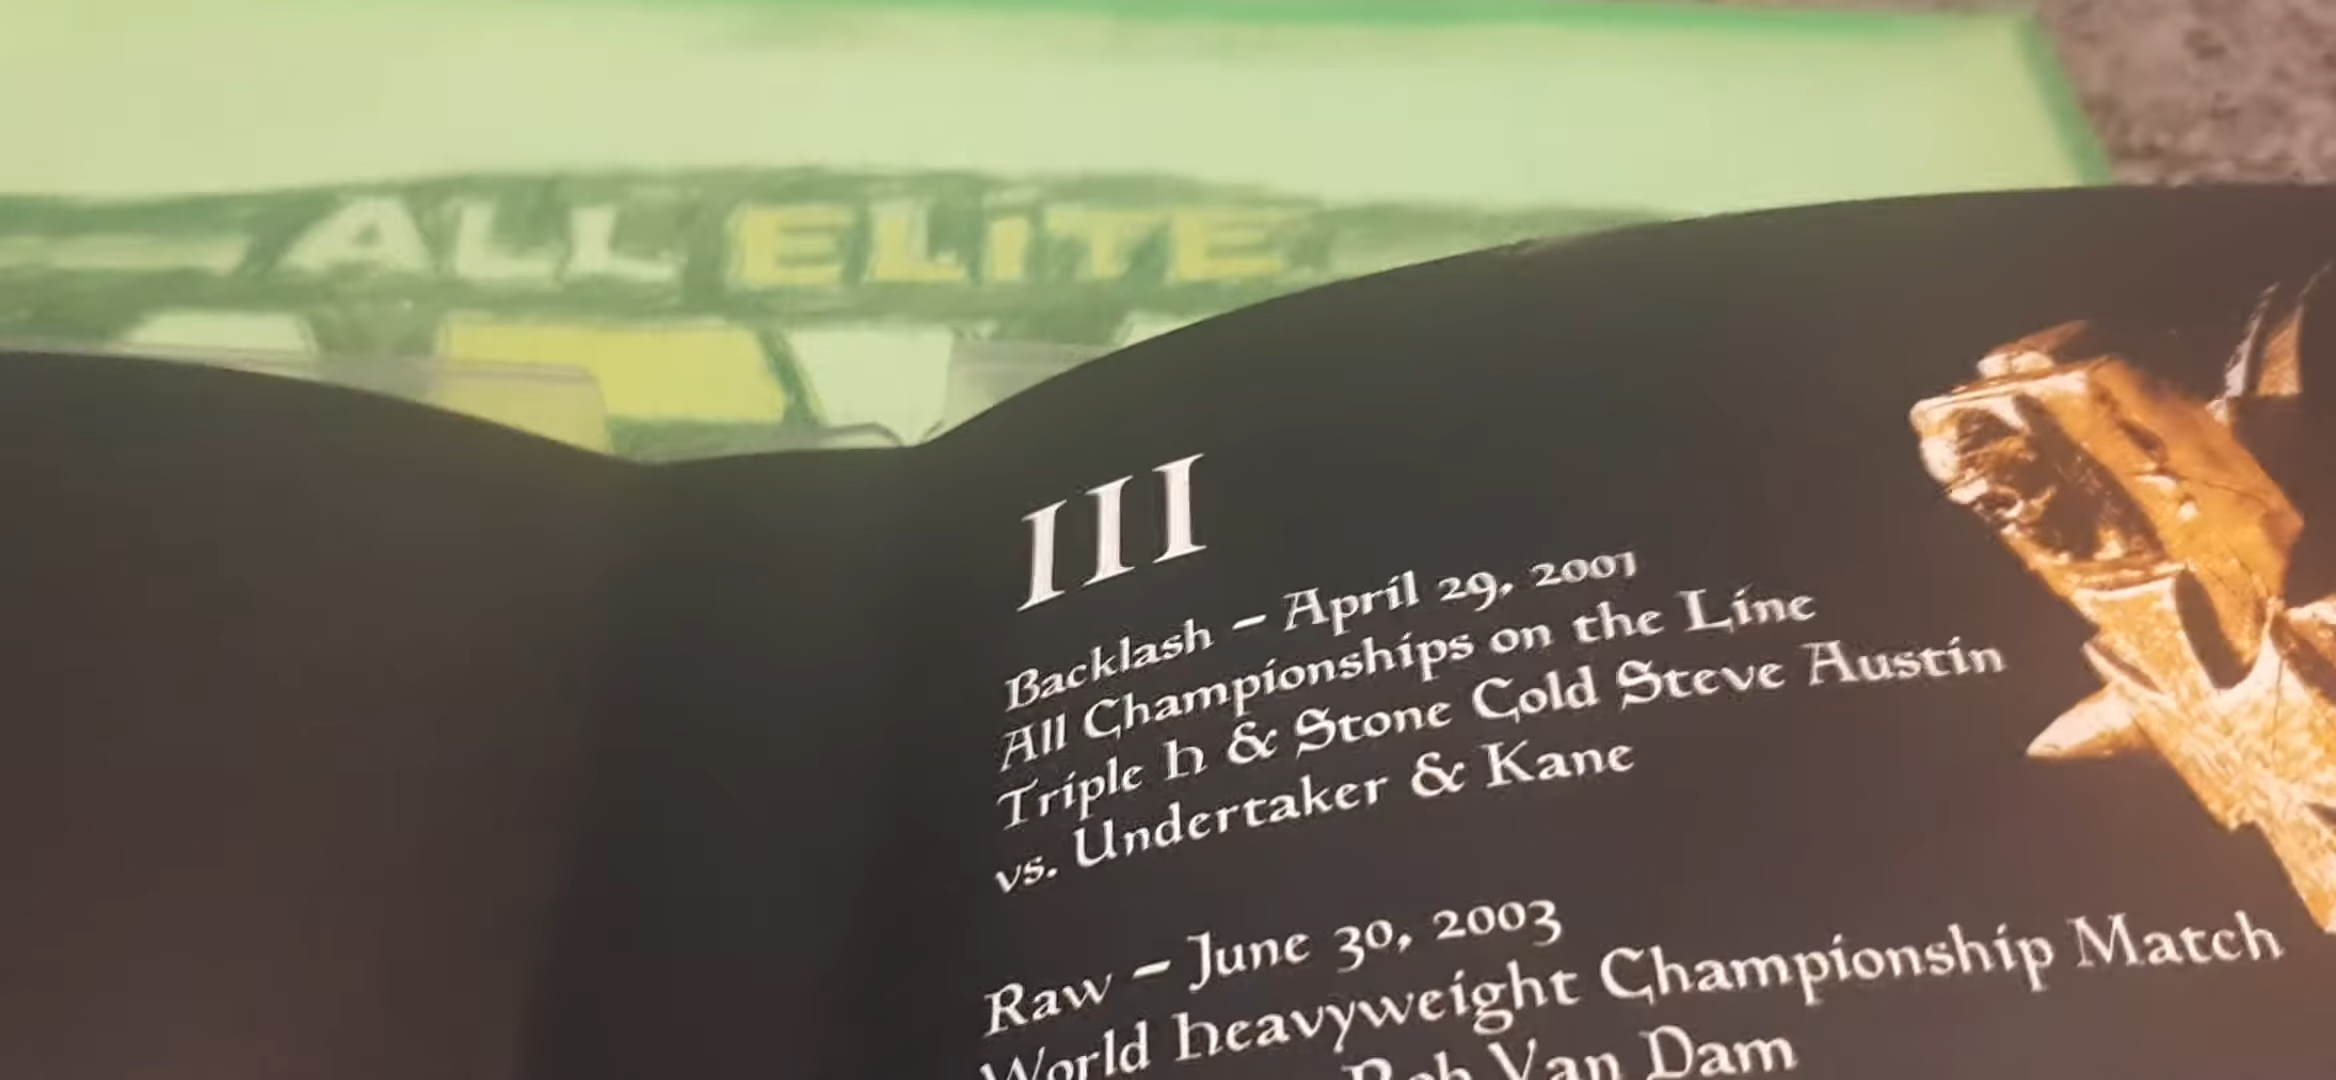 ALL ELITE
III
Backlash – April 29, 2001
All Championships on the Line
Triple h & Stone Cold Steve Austin
vs. Undertaker & Kane
Raw – June 30, 2003
World heavyweight Championship Match
Rob Van Dam